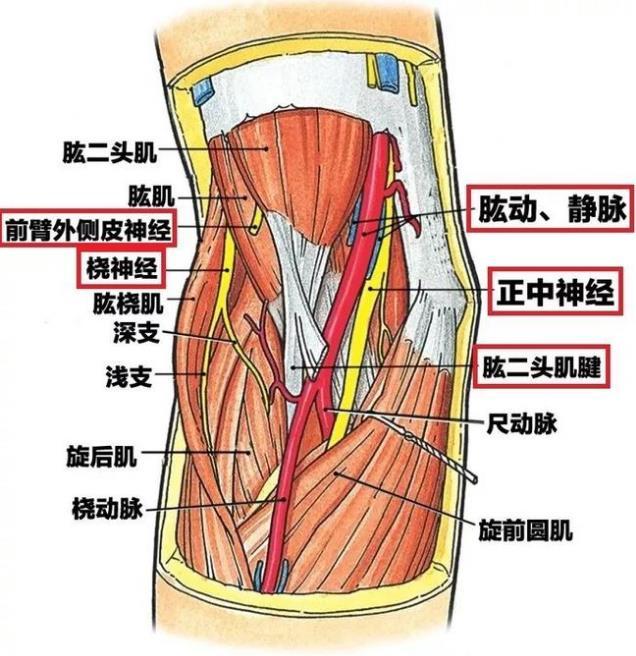 肱二头肌
肱肌
前臂外侧皮神经
桡神经
肱桡肌
深支
浅支
旋后肌
桡动脉
肱动、静脉
正中神经
肱二头肌腱
尺动脉
旋前圆肌